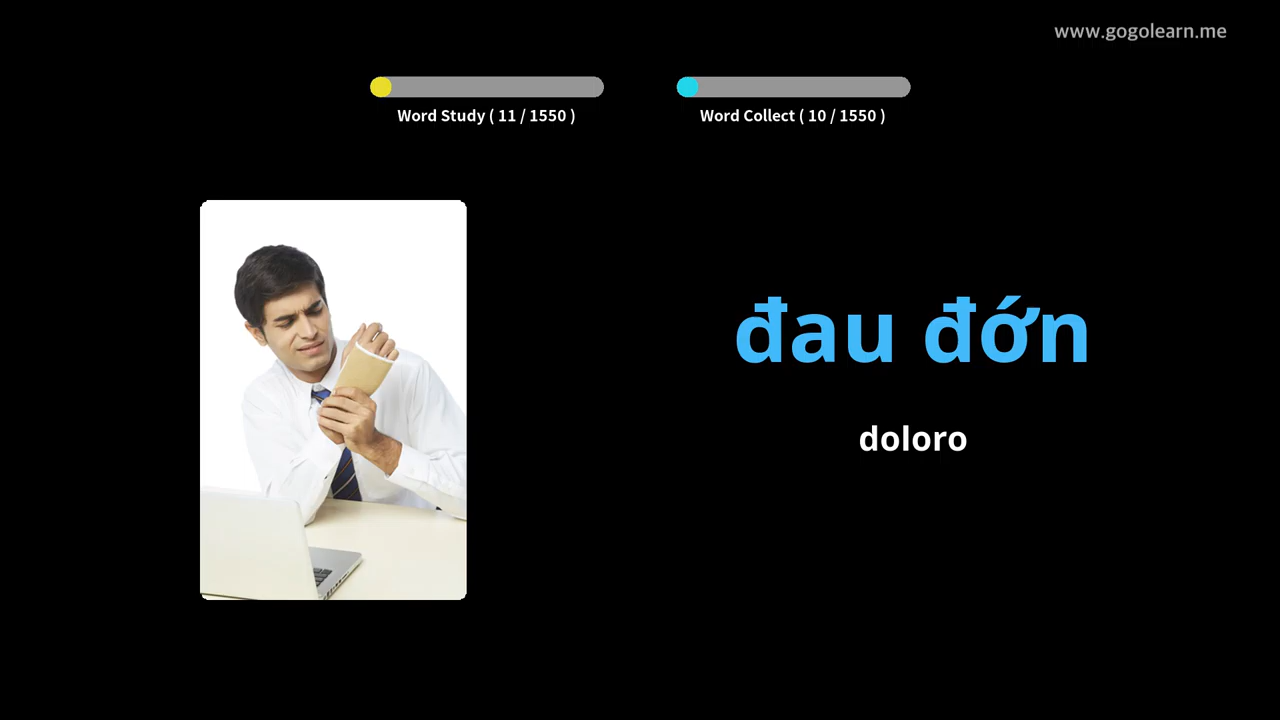 www.gogolearn.me
Word Study ( 11 / 1550 )
Word Collect ( 10 / 1550 )
đau đớn
doloro